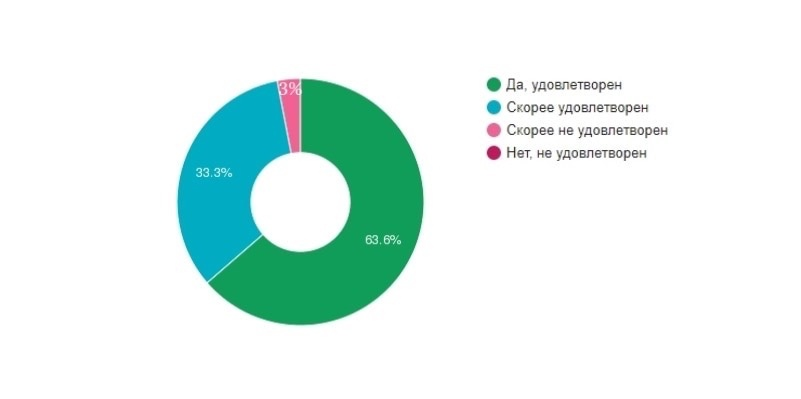 3%
33.3%
63.6%
Да, удовлетворен
Скорее удовлетворен
Скорее не удовлетворен
Нет, не удовлетворен